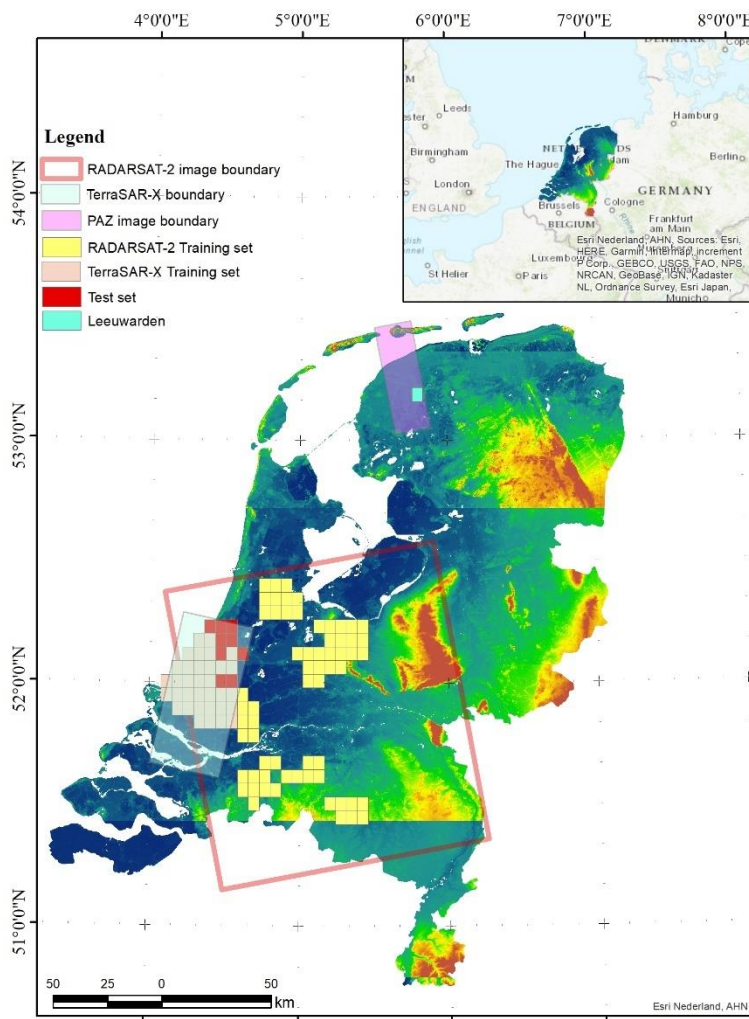 4°0'0"E 5°0'0"E 6°0'0"E 7°0'0"E 8°0'0"E
54°0'0"N
53°0'0"N
52°0'0"N
51°0'0"N
Legend
RADARSAT-2 image boundary
TerraSAR-X boundary
PAZ image boundary
RADARSAT-2 Training set
TerraSAR-X Training set
Test set
Leeuwarden
DENMARK
Leeds
Hamburg
Birmingham
The Hague
Berlin
London
ENGLAND
Brussels
Cologne
GERMANY
BELGIUM
Rhine
Frankfurt
am Main
Luxembourg
St Helier
Paris
Esri Nederland, AHN, Sources: Esri,
HERE, Garmin, Intermap, increment
P Corp., GEBCO, USGS, FAO, NPS,
NRCAN, GeoBase, IGN, Kadaster
NL, Ordnance Survey, Esri Japan,
50 25 0 50
km
Esri Nederland, AHN